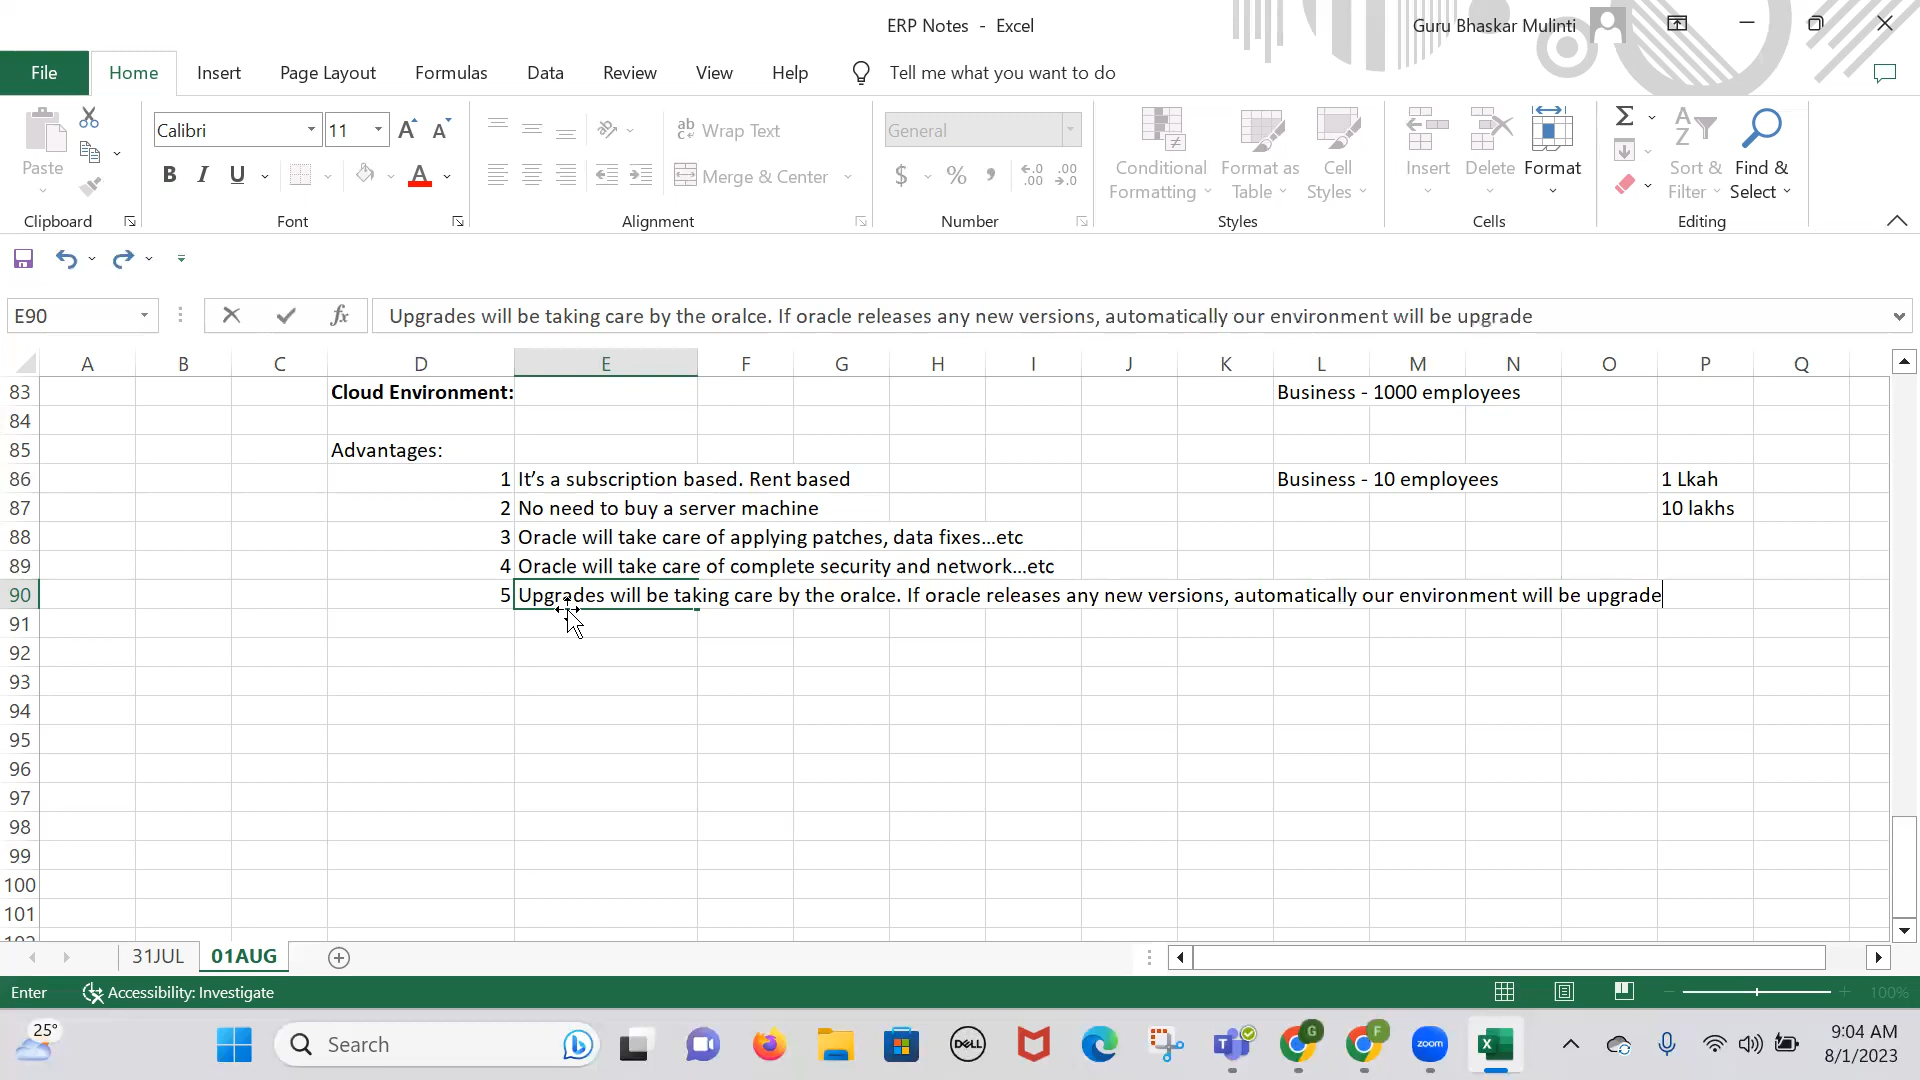 ERP Notes - Excel
Guru Bhaskar Mulinti
File Home Insert Page Layout Formulas Data Review View Help Tell me what you want to do
Paste
Calibri 11
B I U
Wrap Text
Merge & Center
General
$ % ,
Conditional Formatting
Format as Table
Cell Styles
Insert
Delete
Format
Sort & Filter
Find & Select
Clipboard Font Alignment Number Styles Cells Editing
E90 fx Upgrades will be taking care by the oralce. If oracle releases any new versions, automatically our environment will be upgrade
A B C D E F G H I J K L M N O P Q
83 Cloud Environment: Business - 1000 employees
84
85 Advantages:
86 1 It’s a subscription based. Rent based Business - 10 employees 1 Lkah
87 2 No need to buy a server machine 10 lakhs
88 3 Oracle will take care of applying patches, data fixes…etc
89 4 Oracle will take care of complete security and network…etc
90 5 Upgrades will be taking care by the oralce. If oracle releases any new versions, automatically our environment will be upgrade
91
92
93
94
95
96
97
98
99
100
101
102
31JUL 01AUG
Enter Accessibility: Investigate 100%
25°
Search
DELL
zoom
9:04 AM
8/1/2023